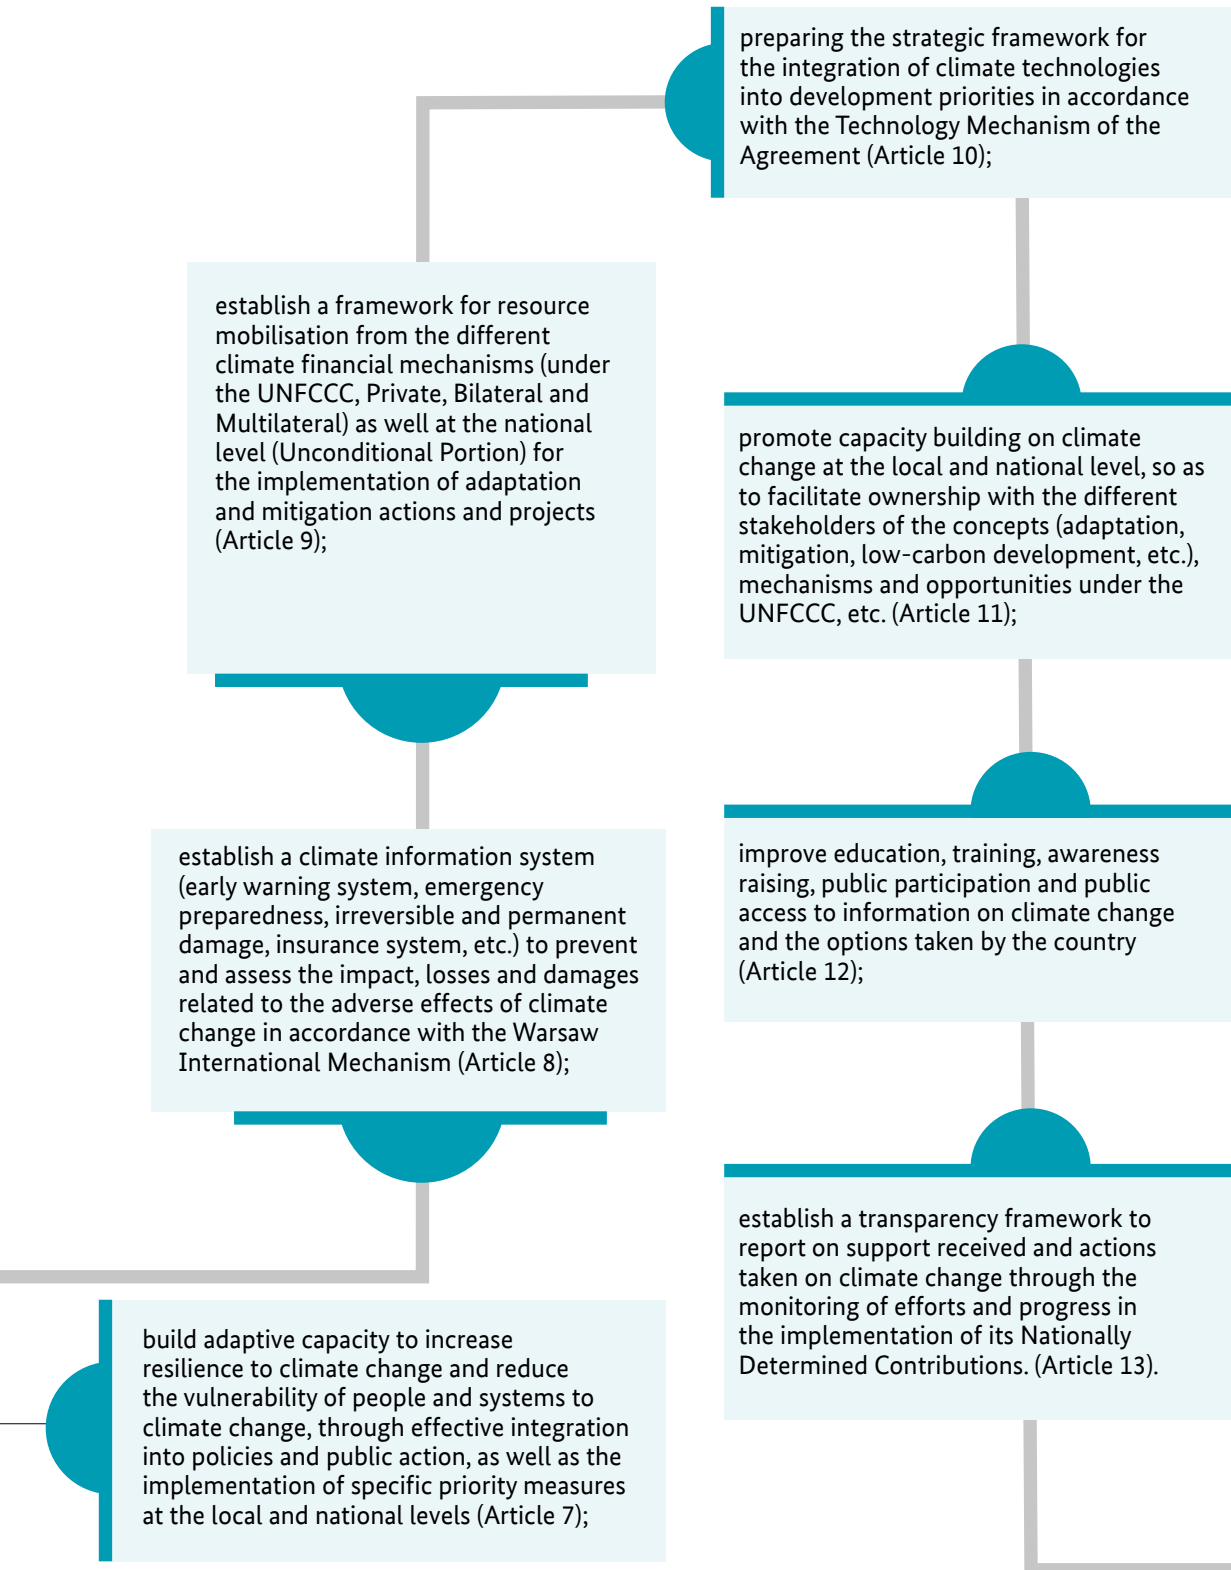 preparing the strategic framework for
the integration of climate technologies
into development priorities in accordance
with the Technology Mechanism of the
Agreement (Article 10);
establish a framework for resource
mobilisation from the different
climate financial mechanisms (under
the UNFCCC, Private, Bilateral and
Multilateral) as well at the national
level (Unconditional Portion) for
the implementation of adaptation
and mitigation actions and projects
(Article 9);
promote capacity building on climate
change at the local and national level, so as
to facilitate ownership with the different
stakeholders of the concepts (adaptation,
mitigation, low-carbon development, etc.),
mechanisms and opportunities under the
UNFCCC, etc. (Article 11);
establish a climate information system
(early warning system, emergency
preparedness, irreversible and permanent
damage, insurance system, etc.) to prevent
and assess the impact, losses and damages
related to the adverse effects of climate
change in accordance with the Warsaw
International Mechanism (Article 8);
improve education, training, awareness
raising, public participation and public
access to information on climate change
and the options taken by the country
(Article 12);
establish a transparency framework to
report on support received and actions
taken on climate change through the
monitoring of efforts and progress in
the implementation of its Nationally
Determined Contributions. (Article 13).
build adaptive capacity to increase
resilience to climate change and reduce
the vulnerability of people and systems to
climate change, through effective integration
into policies and public action, as well as the
implementation of specific priority measures
at the local and national levels (Article 7);